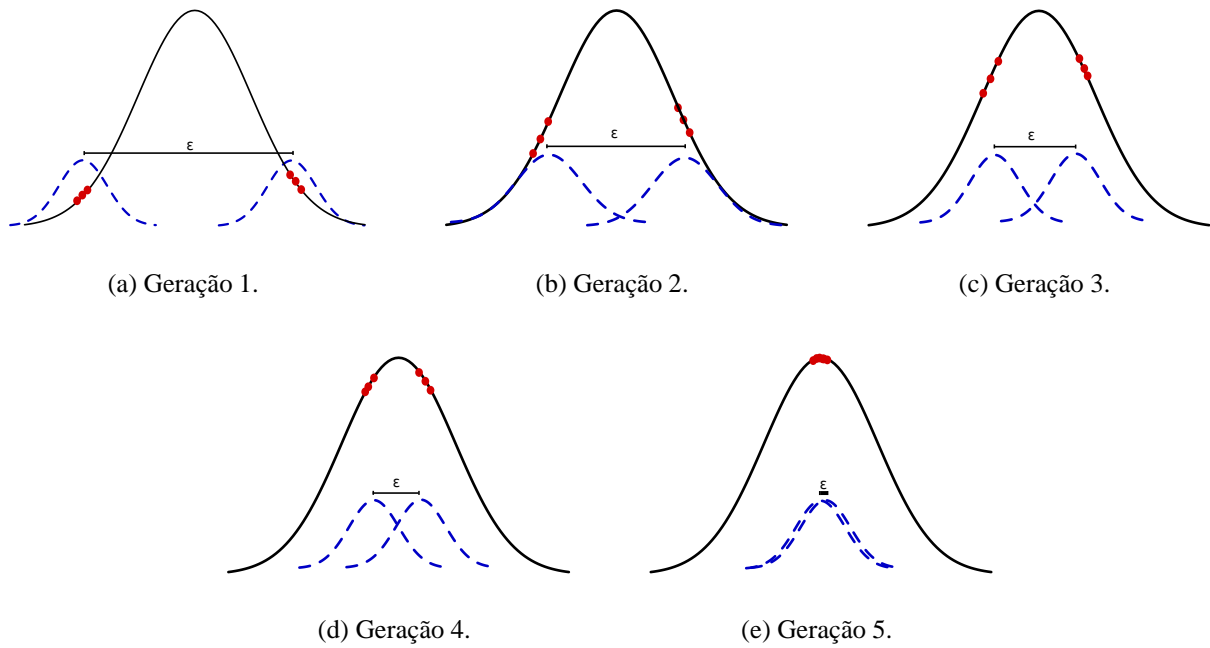 ε
ε
ε
(a) Geração 1.
(b) Geração 2.
(c) Geração 3.
ε
ε
(d) Geração 4.
(e) Geração 5.